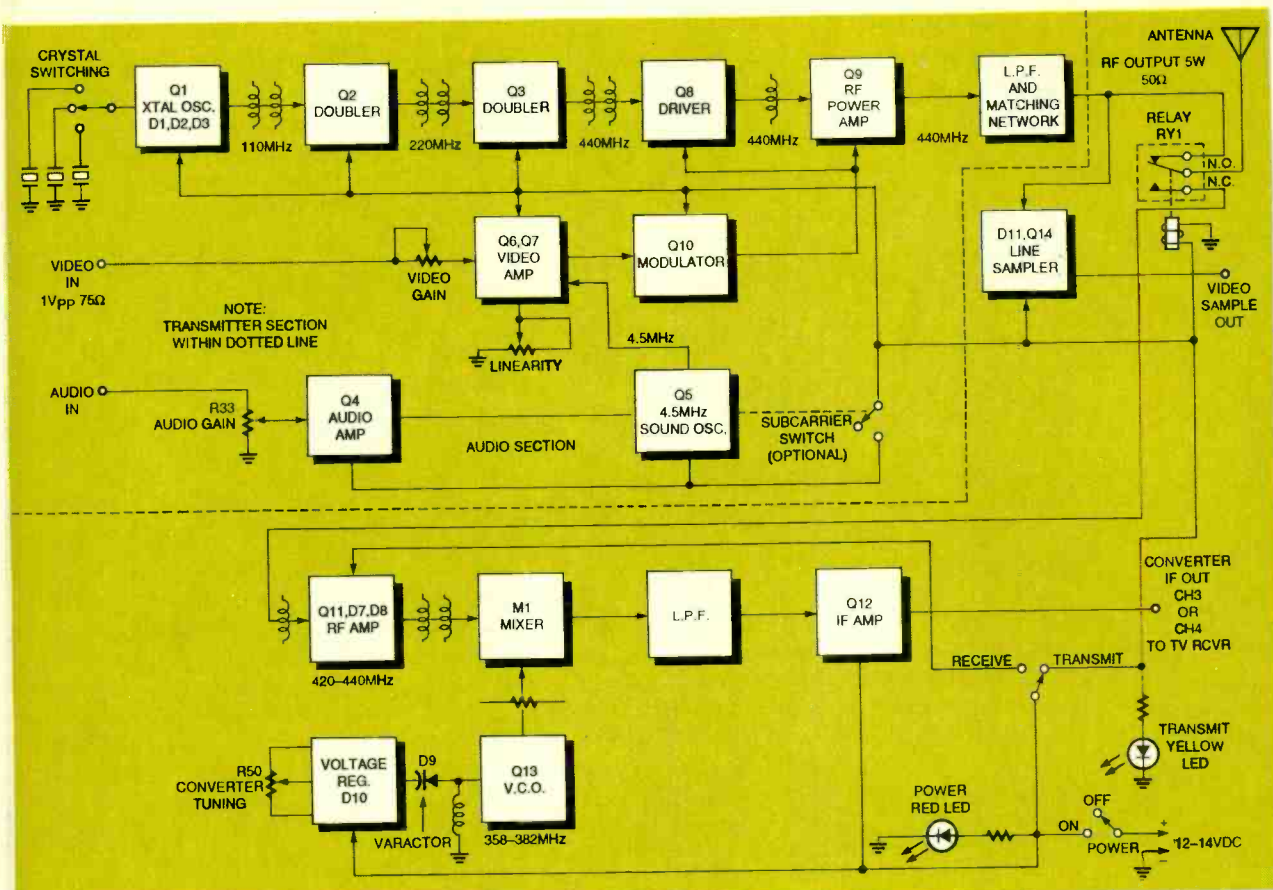 CRYSTAL
SWITCHING
Q1
XTAL OSC.
D1,D2,D3
110MHz
Q2
DOUBLER
220MHz
Q3
DOUBLER
440MHz
Q8
DRIVER
440MHz
Q9
RF
POWER
AMP
440MHz
L.P.F.
AND
MATCHING
NETWORK
ANTENNA
RF OUTPUT 5W
50Ω
RELAY
RY1
N.O.
N.C.
VIDEO
IN
1Vpp 75Ω
VIDEO
GAIN
Q6,Q7
VIDEO
AMP
Q10
MODULATOR
D11,Q14
LINE
SAMPLER
VIDEO
SAMPLE
OUT
NOTE:
TRANSMITTER SECTION
WITHIN DOTTED LINE
LINEARITY
4.5MHz
AUDIO
IN
R33
AUDIO GAIN
Q4
AUDIO
AMP
AUDIO SECTION
Q5
4.5MHz
SOUND OSC.
SUBCARRIER
SWITCH
(OPTIONAL)
Q11,D7,D8
RF AMP
420–440MHz
M1
MIXER
L.P.F.
Q12
IF AMP
CONVERTER
IF OUT
CH3
OR
CH4
TO TV RCVR
RECEIVE
TRANSMIT
TRANSMIT
YELLOW
LED
R50
CONVERTER
TUNING
VOLTAGE
REG.
D10
D9
VARACTOR
Q13
V.C.O.
358–382MHz
POWER
RED LED
OFF
ON
POWER
+
12–14VDC
−